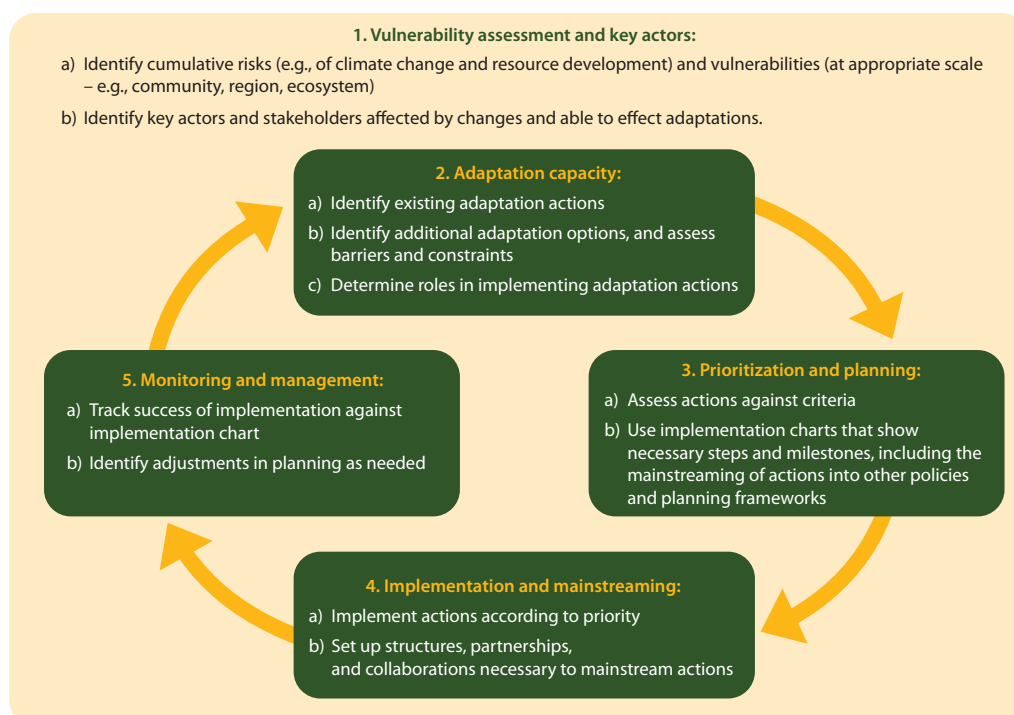 1. Vulnerability assessment and key actors:
a) Identify cumulative risks (e.g., of climate change and resource development) and vulnerabilities (at appropriate scale
– e.g., community, region, ecosystem)
b) Identify key actors and stakeholders affected by changes and able to effect adaptations.
2. Adaptation capacity:
a) Identify existing adaptation actions
b) Identify additional adaptation options, and assess
barriers and constraints
c) Determine roles in implementing adaptation actions
3. Prioritization and planning:
a) Assess actions against criteria
b) Use implementation charts that show
necessary steps and milestones, including the
mainstreaming of actions into other policies
and planning frameworks
4. Implementation and mainstreaming:
a) Implement actions according to priority
b) Set up structures, partnerships,
and collaborations necessary to mainstream actions
5. Monitoring and management:
a) Track success of implementation against
implementation chart
b) Identify adjustments in planning as needed